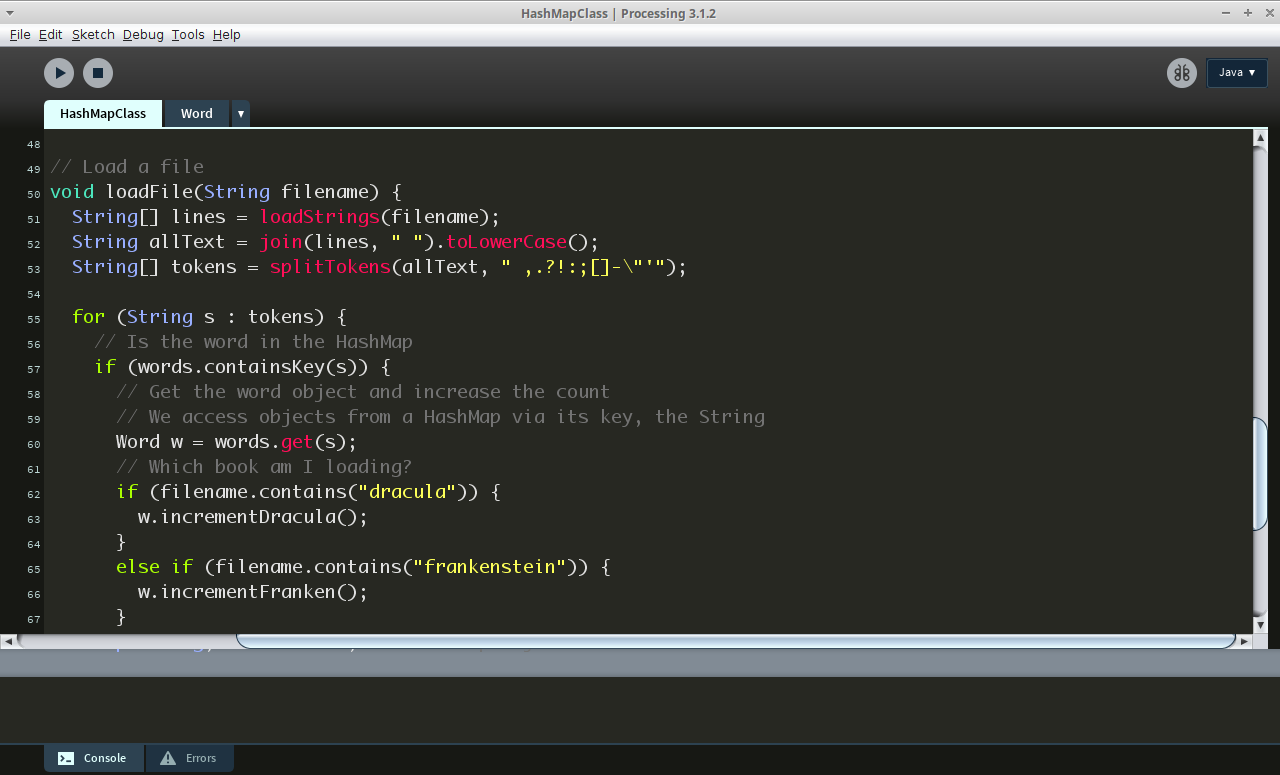 HashMapClass | Processing 3.1.2
File Edit Sketch Debug Tools Help
Java ▾
HashMapClass Word ▾
48
49 // Load a file
50 void loadFile(String filename) {
51   String[] lines = loadStrings(filename);
52   String allText = join(lines, " ").toLowerCase();
53   String[] tokens = splitTokens(allText, " ,.?!:;[]-\"'");
54
55   for (String s : tokens) {
56     // Is the word in the HashMap
57     if (words.containsKey(s)) {
58       // Get the word object and increase the count
59       // We access objects from a HashMap via its key, the String
60       Word w = words.get(s);
61       // Which book am I loading?
62       if (filename.contains("dracula")) {
63         w.incrementDracula();
64       }
65       else if (filename.contains("frankenstein")) {
66         w.incrementFranken();
67       }
Console Errors